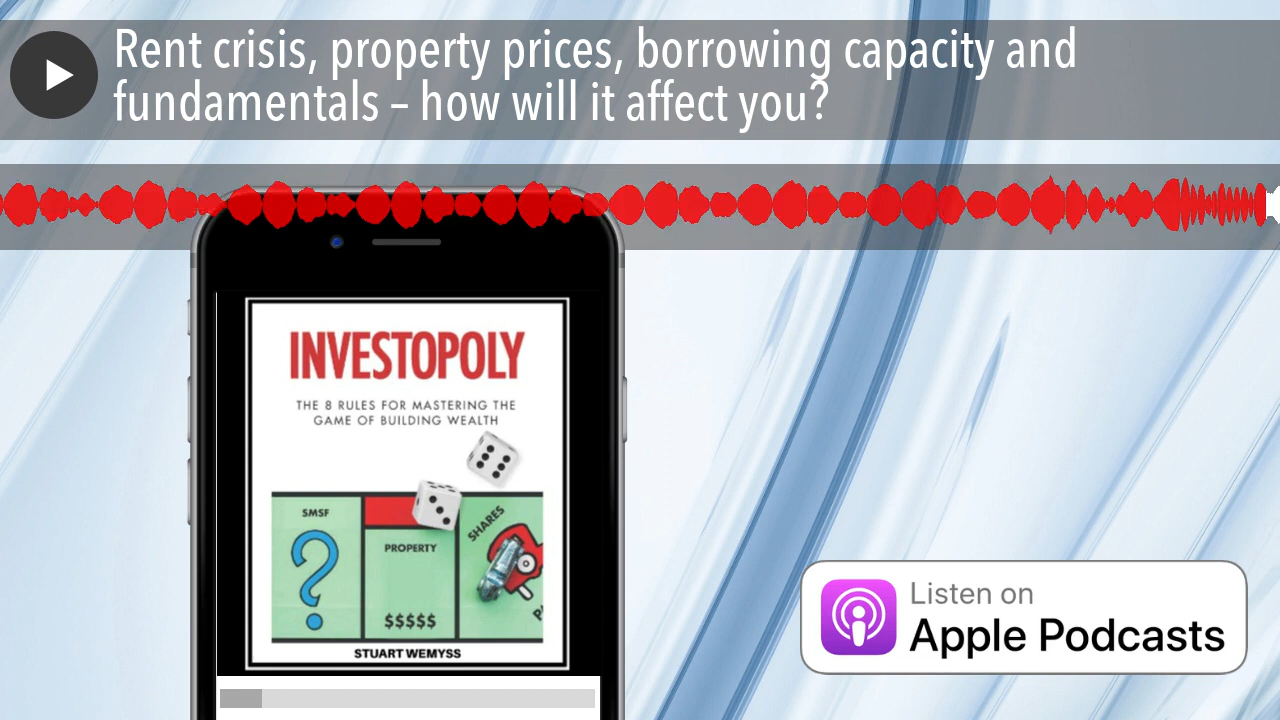 Rent crisis, property prices, borrowing capacity and
fundamentals – how will it affect you?
INVESTOPOLY
THE 8 RULES FOR MASTERING THE
GAME OF BUILDING WEALTH
SMSF
?
PROPERTY
$$$$$
SHARES
STUART WEMYSS
Listen on
Apple Podcasts